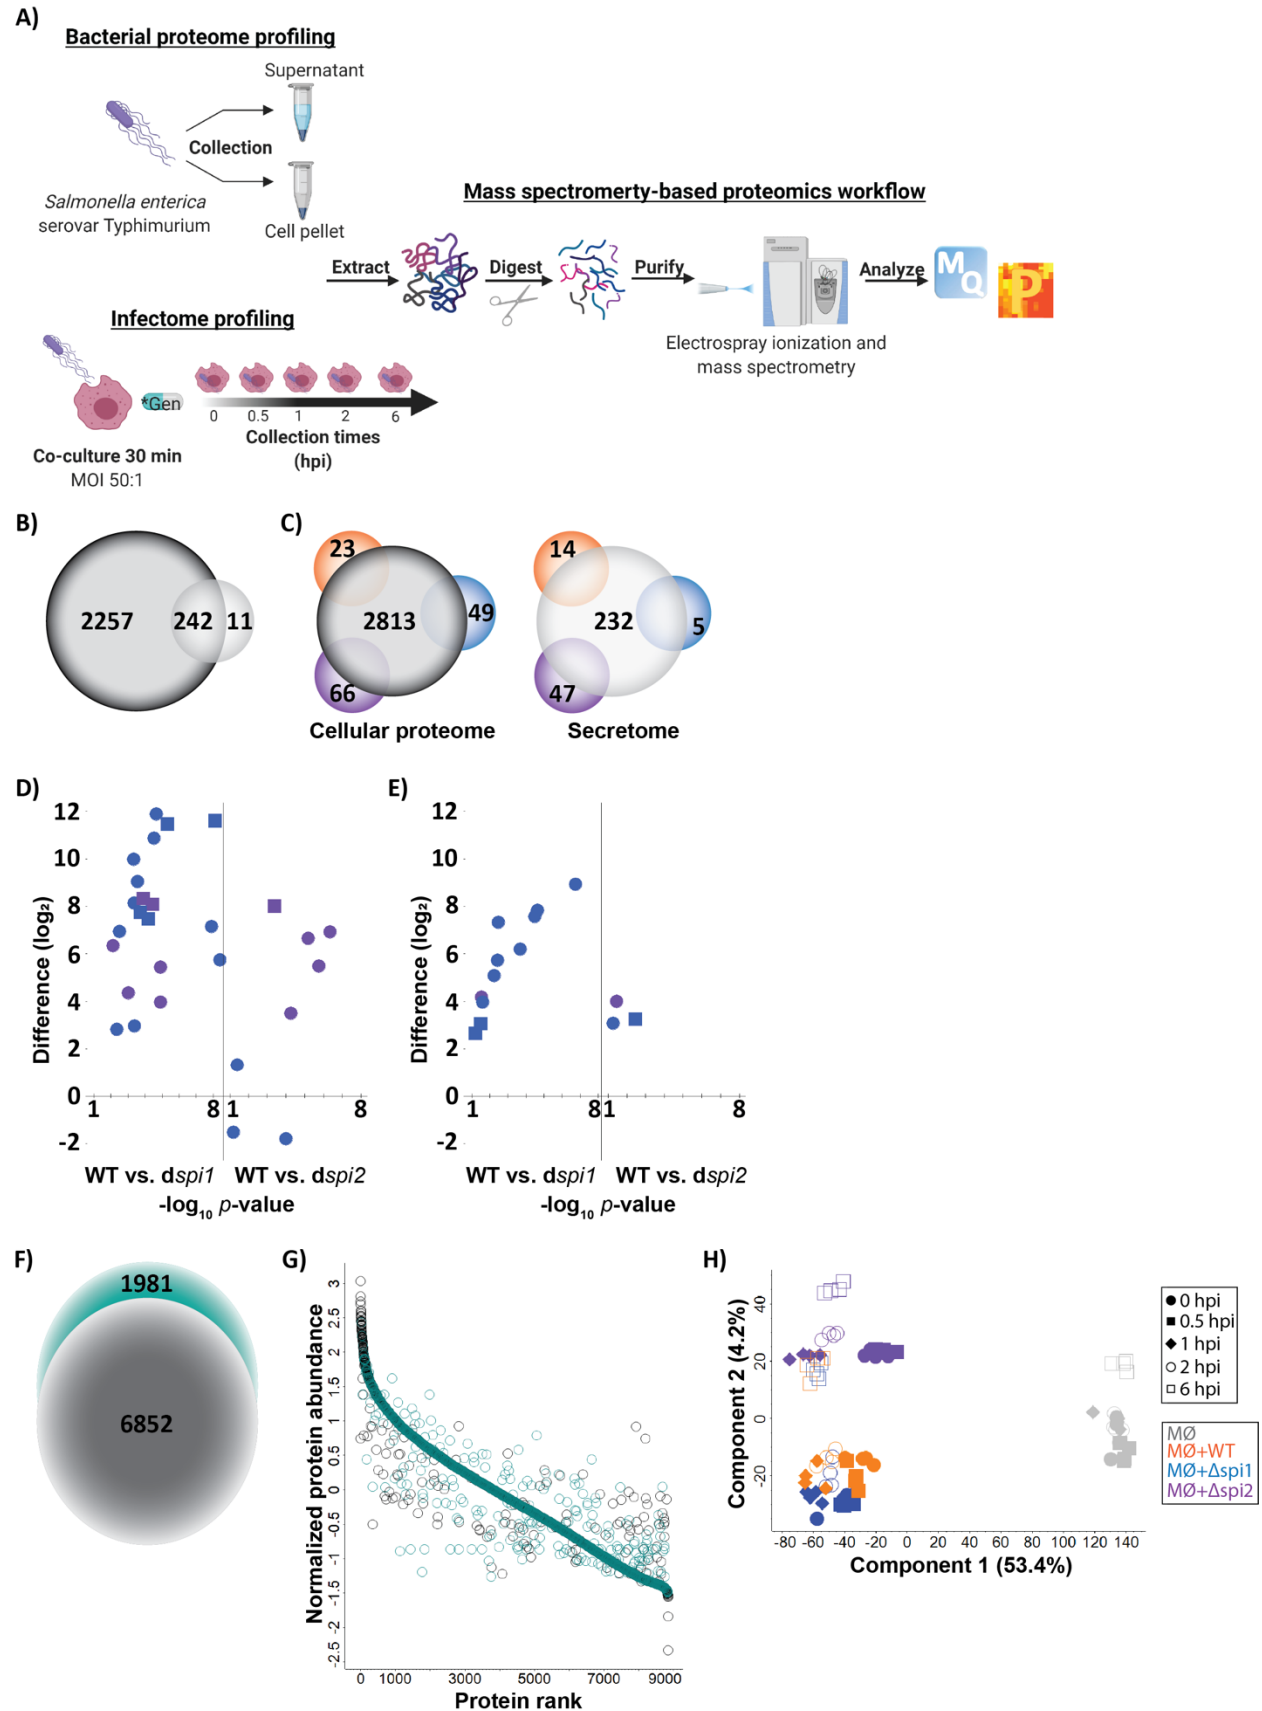 A)
Bacterial proteome profiling
Supernatant
Collection
Salmonella enterica
serovar Typhimurium
Cell pellet
Mass spectromerty-based proteomics workflow
Extract
Digest
Purify
Analyze
M
Q
P
Electrospray ionization and
mass spectrometry
Infectome profiling
*Gen
0 0.5 1 2 6
Collection times
(hpi)
Co-culture 30 min
MOI 50:1
B)
2257 242 11
C)
23
2813
49
66
Cellular proteome
14
232
5
47
Secretome
D)
Difference (log₂)
12
10
8
6
4
2
0
-2
1 8 1 8
WT vs. dspi1 WT vs. dspi2
-log₁₀ p-value
E)
Difference (log₂)
12
10
8
6
4
2
0
-2
1 8 1 8
WT vs. dspi1 WT vs. dspi2
-log₁₀ p-value
F)
1981
6852
G)
Normalized protein abundance
3
2
1.5
1
0.5
0
-0.5
-1
-1.5
-2
-2.5
0 1000 3000 5000 7000 9000
Protein rank
H)
Component 2 (4.2%)
40
20
0
-20
-80 -60 -40 -20 0 20 40 60 80 100 120 140
Component 1 (53.4%)
0 hpi
0.5 hpi
1 hpi
2 hpi
6 hpi
MØ
MØ+WT
MØ+Δspi1
MØ+Δspi2